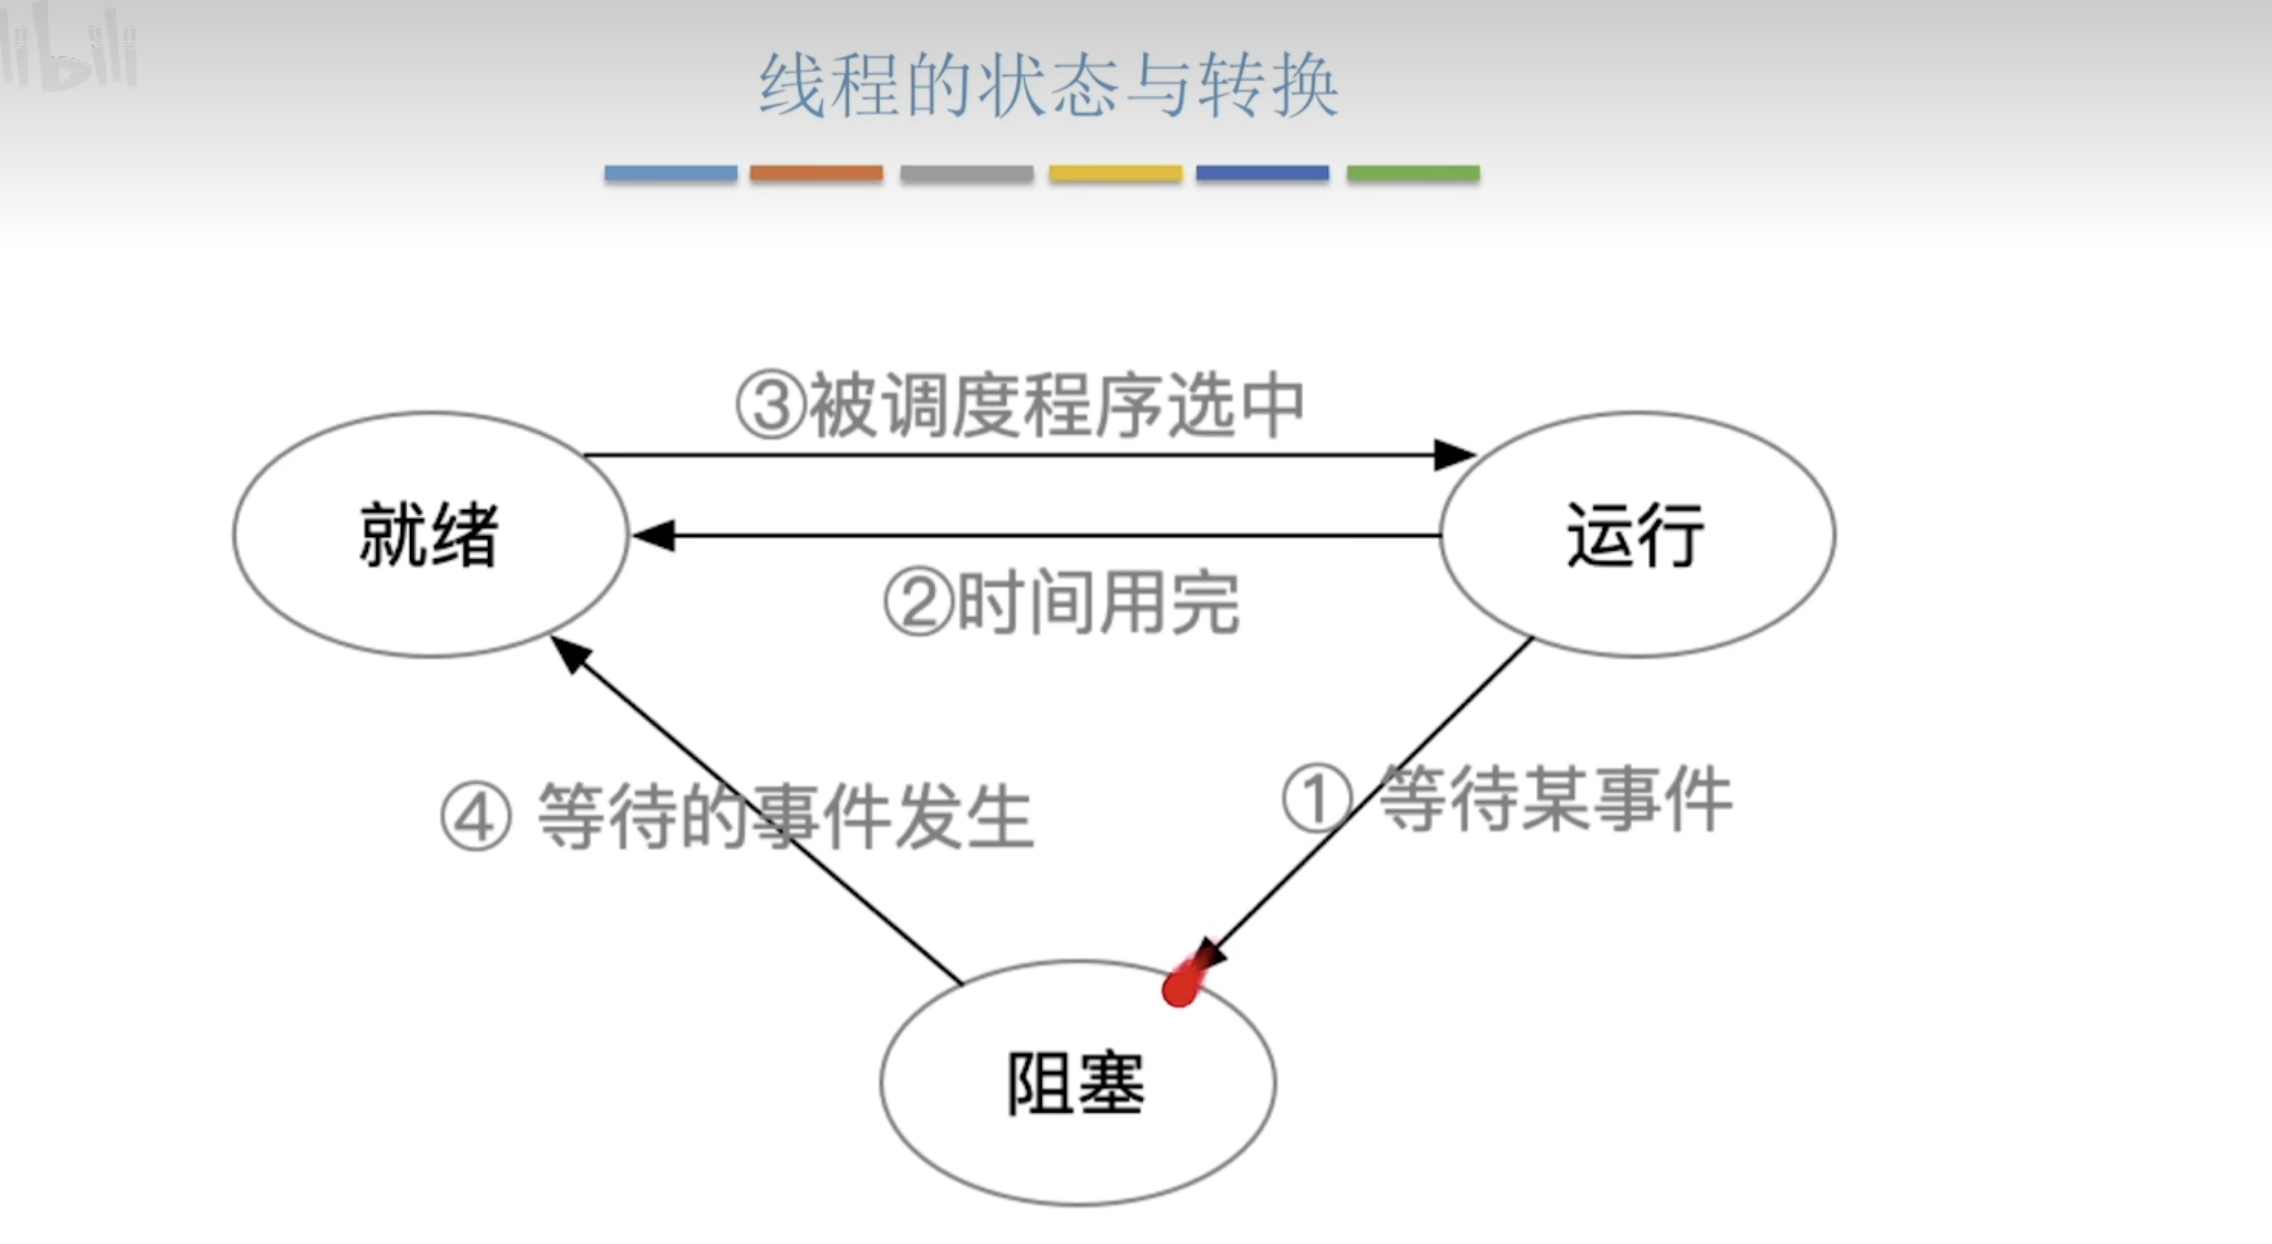 线程的状态与转换
③被调度程序选中
就绪
运行
②时间用完
④ 等待的事件发生
① 等待某事件
阻塞